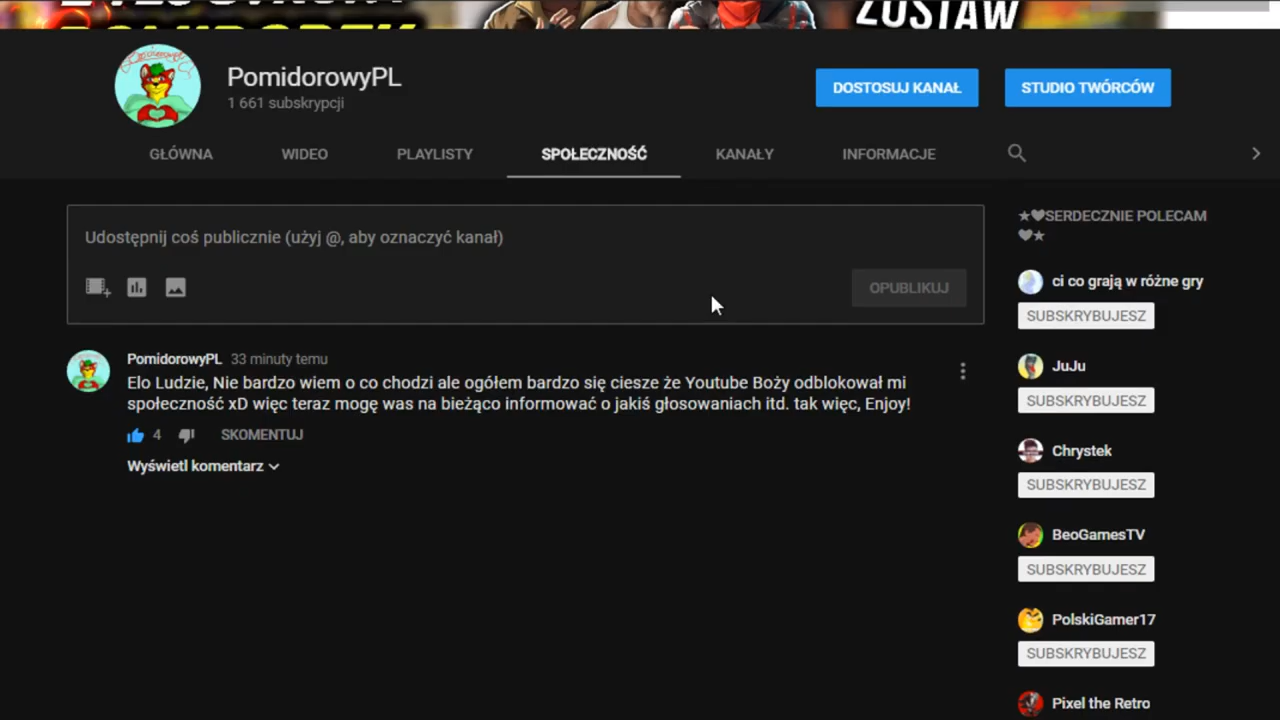 ZOSTAW
PomidorowyPL
1 661 subskrypcji
DOSTOSUJ KANAŁ
STUDIO TWÓRCÓW
GŁÓWNA
WIDEO
PLAYLISTY
SPOŁECZNOŚĆ
KANAŁY
INFORMACJE
Udostępnij coś publicznie (użyj @, aby oznaczyć kanał)
OPUBLIKUJ
PomidorowyPL 33 minuty temu
Elo Ludzie, Nie bardzo wiem o co chodzi ale ogółem bardzo się ciesze że Youtube Boży odblokował mi
społeczność xD więc teraz mogę was na bieżąco informować o jakiś głosowaniach itd. tak więc, Enjoy!
4 SKOMENTUJ
Wyświetl komentarz
★♥SERDECZNIE POLECAM
♥★
ci co grają w różne gry
SUBSKRYBUJESZ
JuJu
SUBSKRYBUJESZ
Chrystek
SUBSKRYBUJESZ
BeoGamesTV
SUBSKRYBUJESZ
PolskiGamer17
SUBSKRYBUJESZ
Pixel the Retro